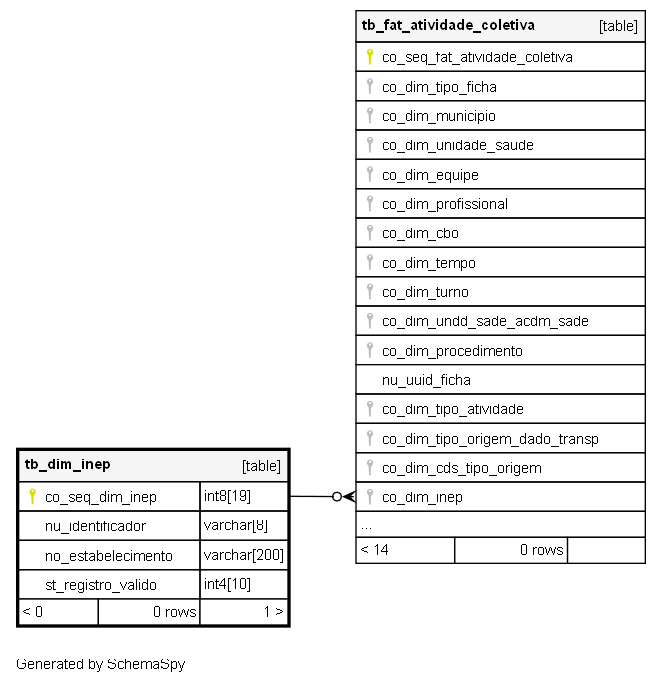 tb_fat_atividade_coletiva [table]
co_seq_fat_atividade_coletiva
co_dim_tipo_ficha
co_dim_municipio
co_dim_unidade_saude
co_dim_equipe
co_dim_profissional
co_dim_cbo
co_dim_tempo
co_dim_turno
co_dim_undd_sade_acdm_sade
co_dim_procedimento
nu_uuid_ficha
co_dim_tipo_atividade
co_dim_tipo_origem_dado_transp
co_dim_cds_tipo_origem
co_dim_inep
...
< 14 0 rows
tb_dim_inep [table]
co_seq_dim_inep int8[19]
nu_identificador varchar[8]
no_estabelecimento varchar[200]
st_registro_valido int4[10]
< 0 0 rows 1 >
Generated by SchemaSpy